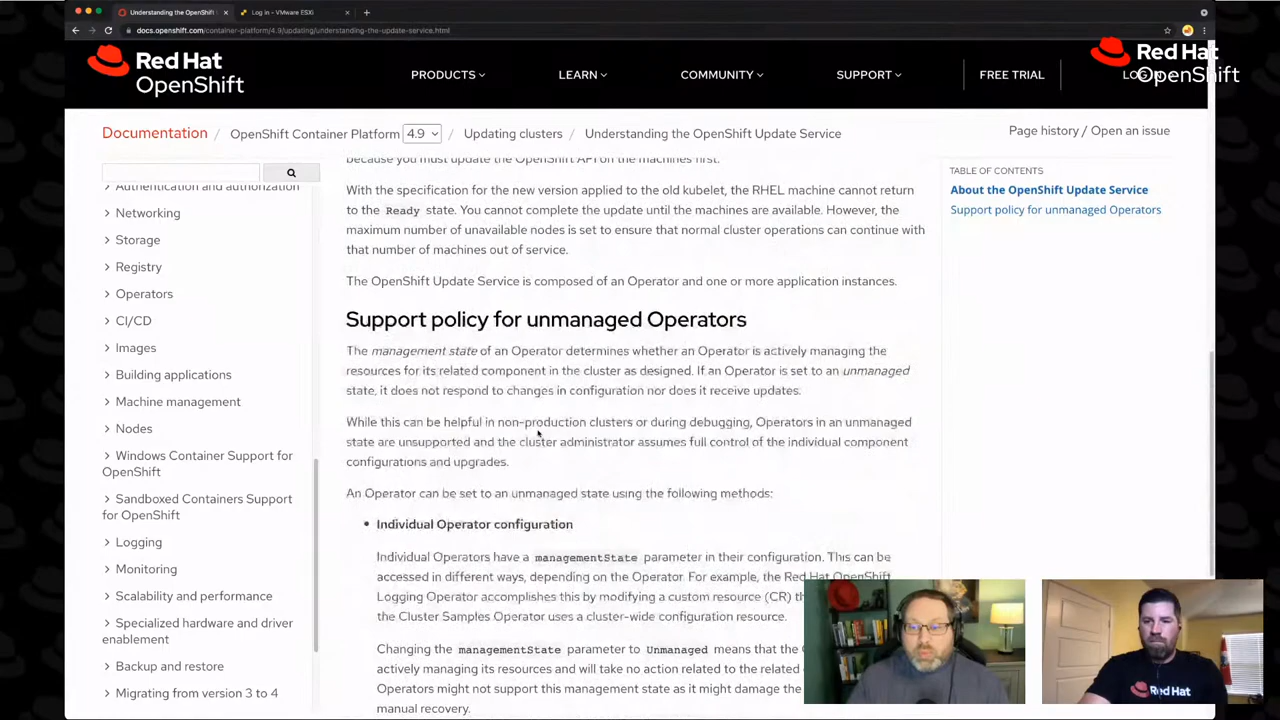 Understanding the OpenShift
Log in - VMware ESXi
docs.openshift.com/container-platform/4.9/updating/understanding-the-update-service.html
Red Hat
OpenShift
PRODUCTS
LEARN
COMMUNITY
SUPPORT
FREE TRIAL
LOG IN
Red Hat
OpenShift
Documentation / OpenShift Container Platform 4.9 / Updating clusters / Understanding the OpenShift Update Service
Page history / Open an issue
Authentication and authorization
Networking
Storage
Registry
Operators
CI/CD
Images
Building applications
Machine management
Nodes
Windows Container Support for
OpenShift
Sandboxed Containers Support
for OpenShift
Logging
Monitoring
Scalability and performance
Specialized hardware and driver
enablement
Backup and restore
Migrating from version 3 to 4
because you must update the OpenShift API on the machines first.
With the specification for the new version applied to the old kubelet, the RHEL machine cannot return
to the Ready state. You cannot complete the update until the machines are available. However, the
maximum number of unavailable nodes is set to ensure that normal cluster operations can continue with
that number of machines out of service.
The OpenShift Update Service is composed of an Operator and one or more application instances.
Support policy for unmanaged Operators
The management state of an Operator determines whether an Operator is actively managing the
resources for its related component in the cluster as designed. If an Operator is set to an unmanaged
state, it does not respond to changes in configuration nor does it receive updates.
While this can be helpful in non-production clusters or during debugging, Operators in an unmanaged
state are unsupported and the cluster administrator assumes full control of the individual component
configurations and upgrades.
An Operator can be set to an unmanaged state using the following methods:
Individual Operator configuration
Individual Operators have a managementState parameter in their configuration. This can be
accessed in different ways, depending on the Operator. For example, the Red Hat OpenShift
Logging Operator accomplishes this by modifying a custom resource (CR)
the Cluster Samples Operator uses a cluster-wide configuration resource.
Changing the managementState parameter to Unmanaged means that the
actively managing its resources and will take no action related to the related
Operators might not support this management state as it might damage the
manual recovery.
TABLE OF CONTENTS
About the OpenShift Update Service
Support policy for unmanaged Operators
Red Hat